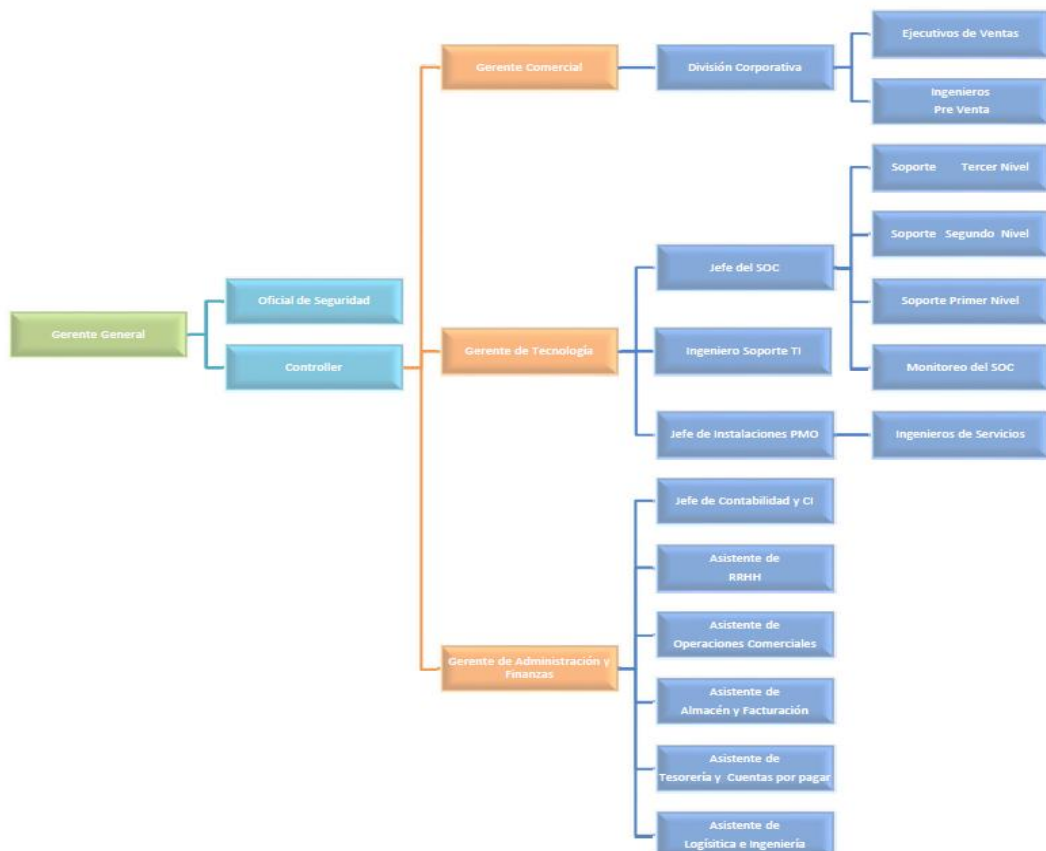 Gerente General
Oficial de Seguridad
Controller
Gerente Comercial
División Corporativa
Ejecutivos de Ventas
Ingenieros
Pre Venta
Gerente de Tecnología
Jefe del SOC
Soporte Tercer Nivel
Soporte Segundo Nivel
Soporte Primer Nivel
Monitoreo del SOC
Ingeniero Soporte TI
Jefe de Instalaciones PMO
Ingenieros de Servicios
Gerente de Administración y
Finanzas
Jefe de Contabilidad y CI
Asistente de
RRHH
Asistente de
Operaciones Comerciales
Asistente de
Almacén y Facturación
Asistente de
Tesorería y Cuentas por pagar
Asistente de
Logísitica e Ingeniería